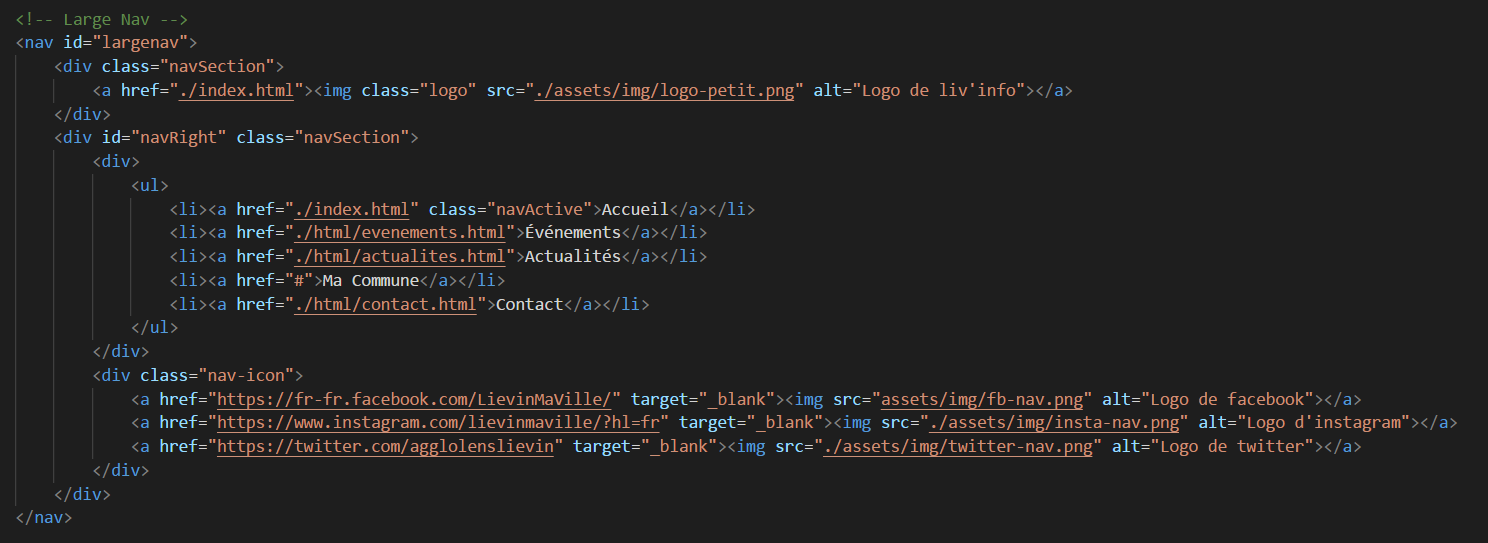 <!-- Large Nav -->
<nav id="largenav">
    <div class="navSection">
        <a href="./index.html"><img class="logo" src="./assets/img/logo-petit.png" alt="Logo de liv'info"></a>
    </div>
    <div id="navRight" class="navSection">
        <div>
            <ul>
                <li><a href="./index.html" class="navActive">Accueil</a></li>
                <li><a href="./html/evenements.html">Événements</a></li>
                <li><a href="./html/actualites.html">Actualités</a></li>
                <li><a href="#">Ma Commune</a></li>
                <li><a href="./html/contact.html">Contact</a></li>
            </ul>
        </div>
        <div class="nav-icon">
            <a href="https://fr-fr.facebook.com/LievinMaVille/" target="_blank"><img src="assets/img/fb-nav.png" alt="Logo de facebook"></a>
            <a href="https://www.instagram.com/lievinmaville/?hl=fr" target="_blank"><img src="./assets/img/insta-nav.png" alt="Logo d'instagram"></a>
            <a href="https://twitter.com/agglolenslievin" target="_blank"><img src="./assets/img/twitter-nav.png" alt="Logo de twitter"></a>
        </div>
    </div>
</nav>